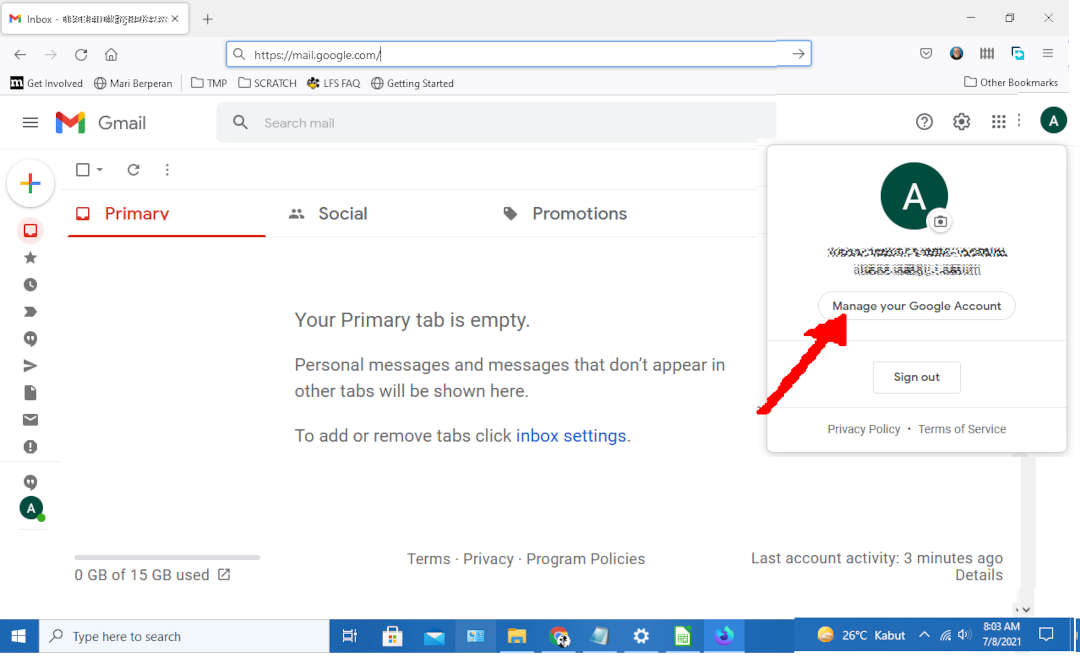 Inbox -
https://mail.google.com/
Get Involved Mari Berperan TMP SCRATCH LFS FAQ Getting Started Other Bookmarks
Gmail Search mail A
A
Primary Social Promotions
Manage your Google Account
Your Primary tab is empty.
Personal messages and messages that don't appear in
other tabs will be shown here.
Sign out
To add or remove tabs click inbox settings.
Privacy Policy • Terms of Service
A
Terms · Privacy · Program Policies
Last account activity: 3 minutes ago
0 GB of 15 GB used
Details
Type here to search
26°C Kabut
8:03 AM
7/8/2021